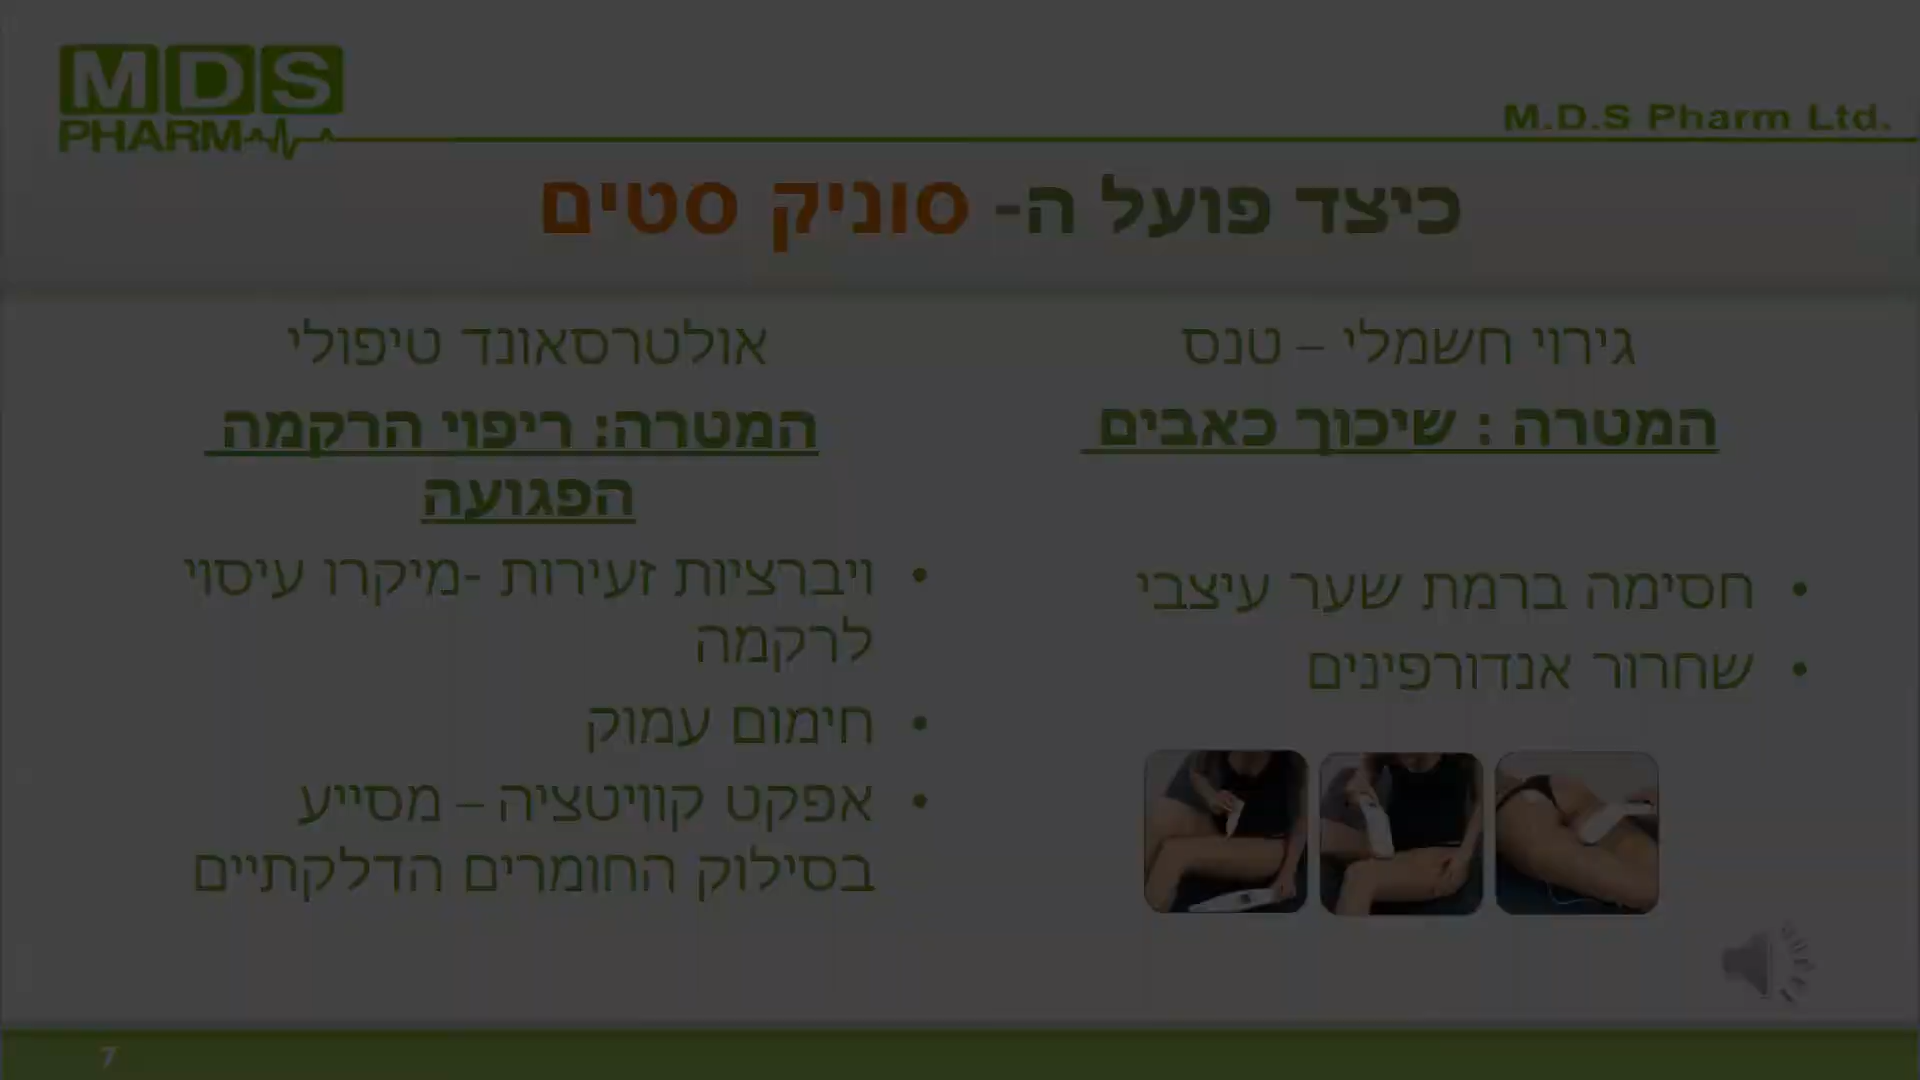 MDS
PHARM
M.D.S Pharm Ltd.
כיצד פועל ה- סוניק סטים
גירוי חשמלי – טנס
המטרה : שיכוך כאבים
• חסימה ברמת שער עיצבי
• שחרור אנדורפינים
אולטרסאונד טיפולי
המטרה: ריפוי הרקמה
הפגועה
• ויברציות זעירות -מיקרו עיסוי
לרקמה
• חימום עמוק
• אפקט קוויטציה – מסייע
בסילוק החומרים הדלקתיים
7